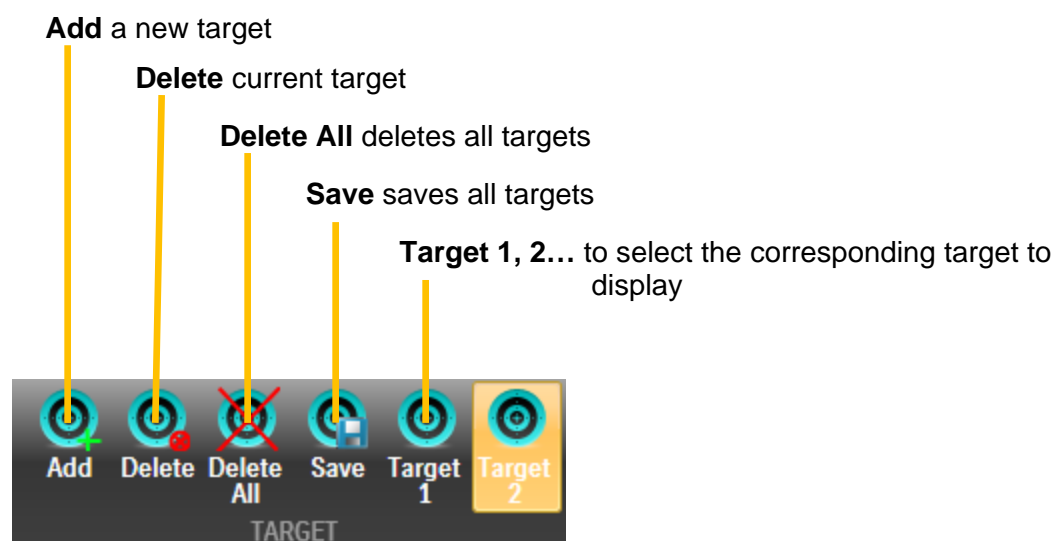 Add a new target
Delete current target
Delete All deletes all targets
Save saves all targets
Target 1, 2… to select the corresponding target to
display
Add Delete Delete All Save Target 1 Target 2
TARGET